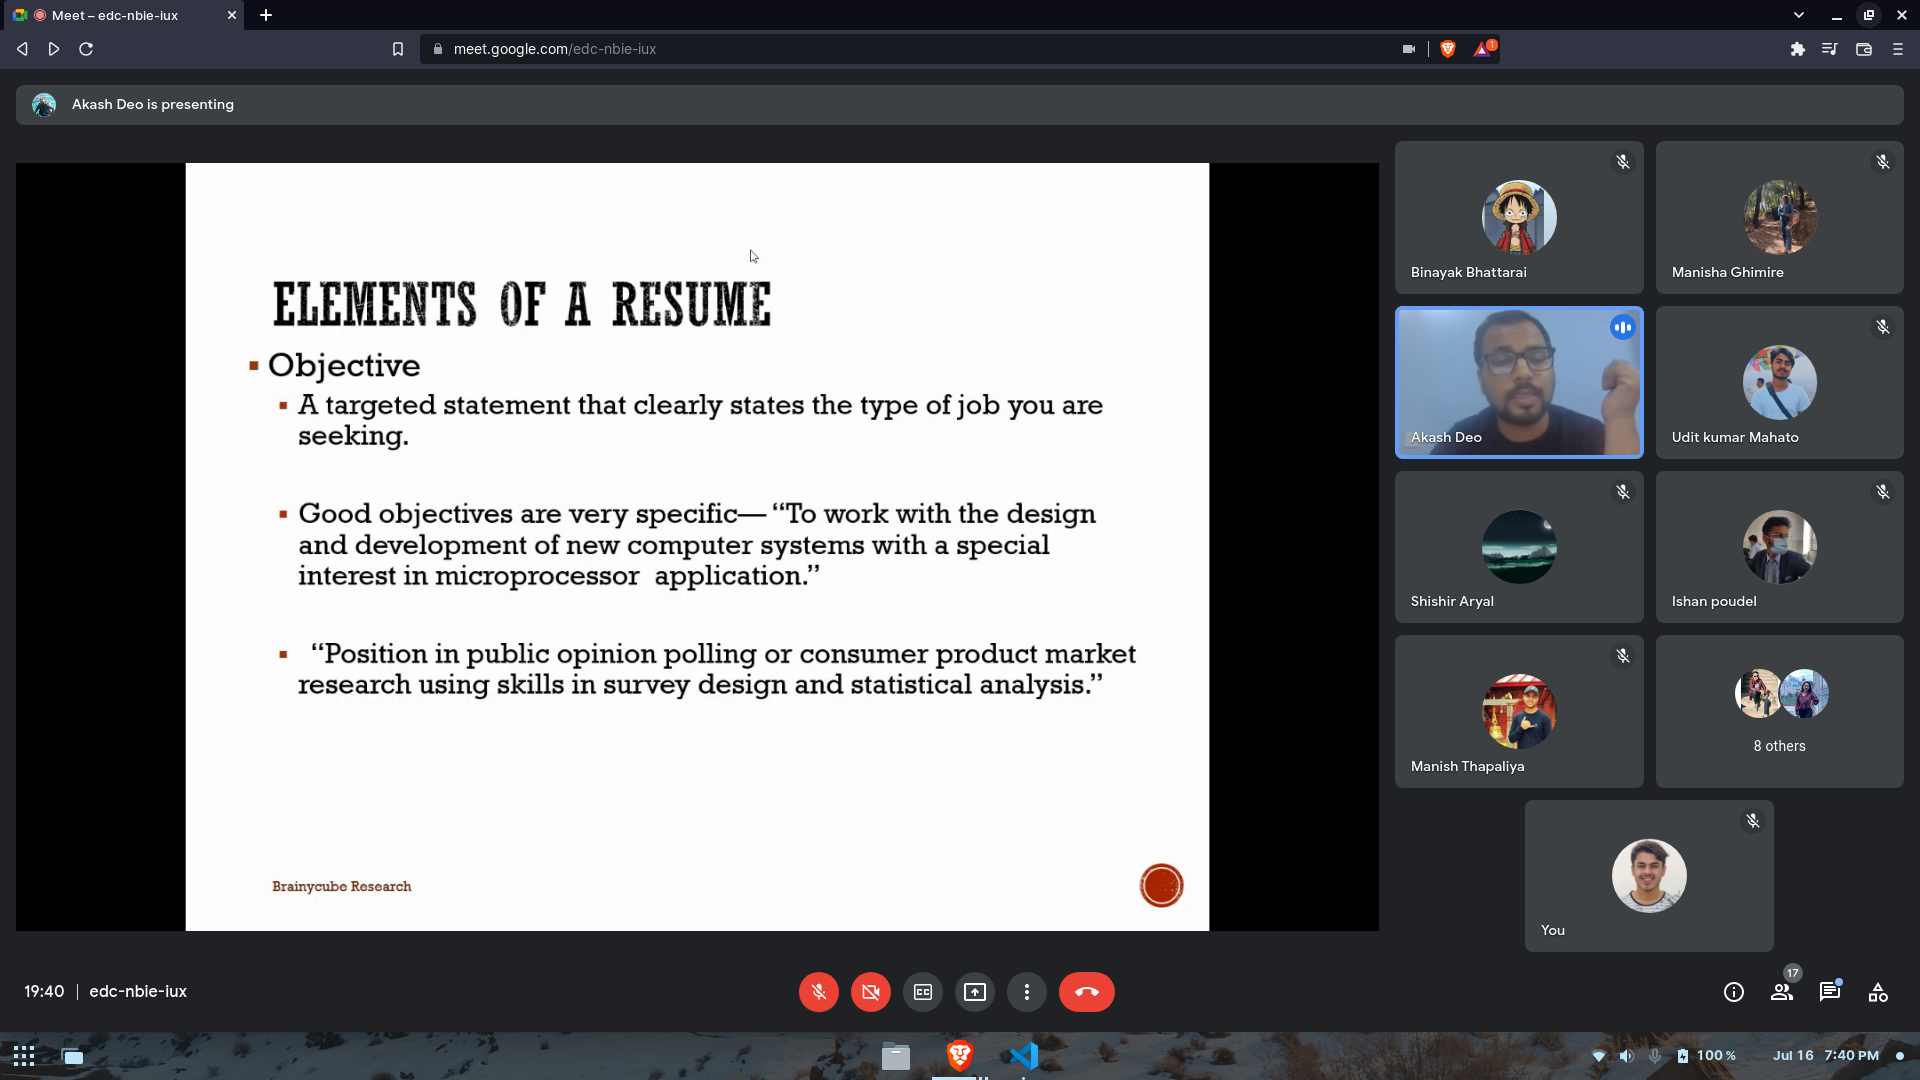 Meet – edc-nbie-iux
meet.google.com/edc-nbie-iux
1
Akash Deo is presenting
ELEMENTS OF A RESUME
Objective
A targeted statement that clearly states the type of job you are
seeking.
Good objectives are very specific— “To work with the design
and development of new computer systems with a special
interest in microprocessor application.”
“Position in public opinion polling or consumer product market
research using skills in survey design and statistical analysis.”
Brainycube Research
Binayak Bhattarai
Manisha Ghimire
Akash Deo
Udit kumar Mahato
Shishir Aryal
Ishan poudel
Manish Thapaliya
8 others
You
19:40 | edc-nbie-iux
CC
17
100 %
Jul 16 7:40 PM